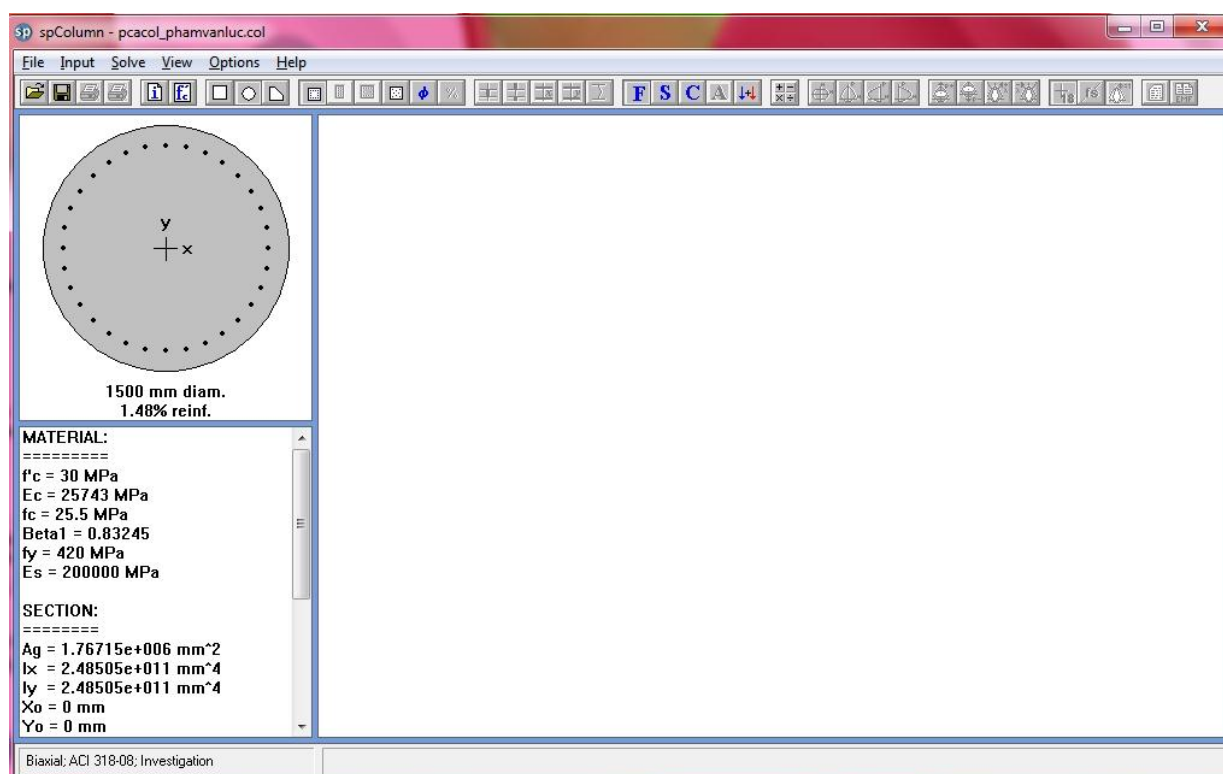 spColumn - pcacol_phamvanluc.col
File Input Solve View Options Help
F S C A
y
x
1500 mm diam.
1.48% reinf.
MATERIAL:
=========
f'c = 30 MPa
Ec = 25743 MPa
fc = 25.5 MPa
Beta1 = 0.83245
fy = 420 MPa
Es = 200000 MPa
SECTION:
========
Ag = 1.76715e+006 mm^2
Ix = 2.48505e+011 mm^4
Iy = 2.48505e+011 mm^4
Xo = 0 mm
Yo = 0 mm
Biaxial; ACI 318-08; Investigation